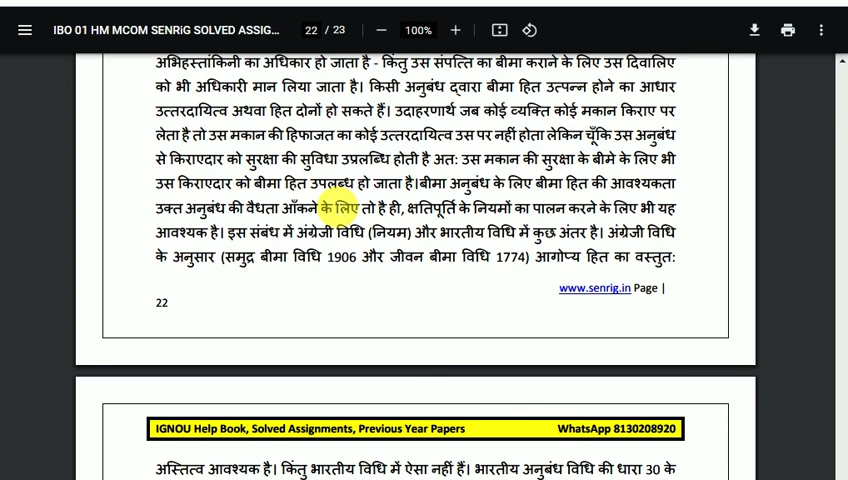 IBO 01 HM MCOM SENRiG SOLVED ASSIG...
22 / 23
100%
अभिहस्तांकिनी का अधिकार हो जाता है - किंतु उस संपत्ति का बीमा कराने के लिए उस दिवालिए
को भी अधिकारी मान लिया जाता है। किसी अनुबंध द्वारा बीमा हित उत्पन्न होने का आधार
उत्तरदायित्व अथवा हित दोनों हो सकते हैं। उदाहरणार्थ जब कोई व्यक्ति कोई मकान किराए पर
लेता है तो उस मकान की हिफाजत का कोई उत्तरदायित्व उस पर नहीं होता लेकिन चूँकि उस अनुबंध
से किराएदार को सुरक्षा की सुविधा उप्रलब्धि होती है अत: उस मकान की सुरक्षा के बीमे के लिए भी
उस किराएदार को बीमा हित उपलब्ध हो जाता है।बीमा अनुबंध के लिए बीमा हित की आवश्यकता
उक्त अनुबंध की वैधता आँकने के लिए तो है ही, क्षतिपूर्ति के नियमों का पालन करने के लिए भी यह
आवश्यक है। इस संबंध में अंग्रेजी विधि (नियम) और भारतीय विधि में कुछ अंतर है। अंग्रेजी विधि
के अनुसार (समुद्र बीमा विधि 1906 और जीवन बीमा विधि 1774) आगोप्य हित का वस्तुत:
www.senrig.in Page |
22
IGNOU Help Book, Solved Assignments, Previous Year Papers WhatsApp 8130208920
अस्तित्व आवश्यक है। किंतु भारतीय विधि में ऐसा नहीं हैं। भारतीय अनुबंध विधि की धारा 30 के